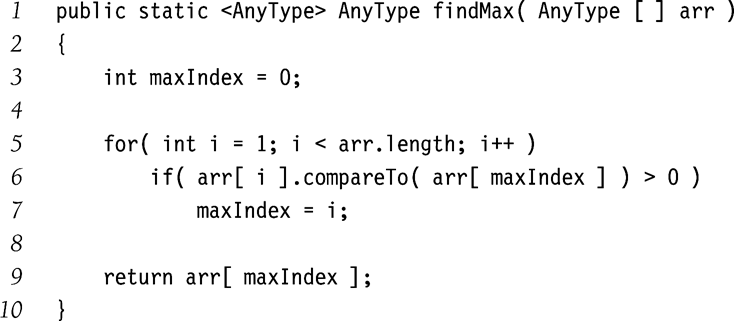 1 public static <AnyType> AnyType findMax( AnyType [ ] arr )
2 {
3     int maxIndex = 0;
4
5     for( int i = 1; i < arr.length; i++ )
6         if( arr[ i ].compareTo( arr[ maxIndex ] ) > 0 )
7             maxIndex = i;
8
9     return arr[ maxIndex ];
10 }